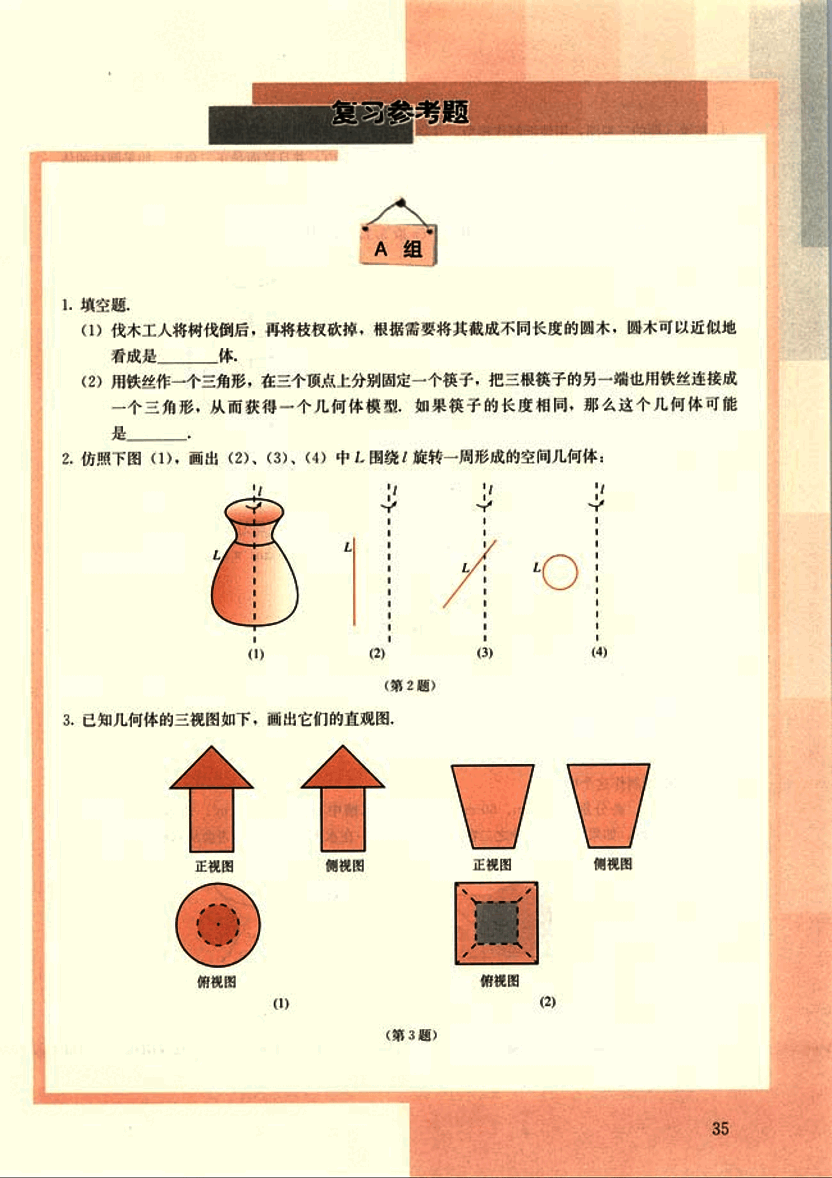 复习参考题
A 组
1. 填空题.
(1) 伐木工人将树伐倒后，再将枝杈砍掉，根据需要将其截成不同长度的圆木，圆木可以近似地
看成是________体.
(2) 用铁丝作一个三角形，在三个顶点上分别固定一个筷子，把三根筷子的另一端也用铁丝连接成
一个三角形，从而获得一个几何体模型. 如果筷子的长度相同，那么这个几何体可能
是________.
2. 仿照下图 (1)，画出 (2)、(3)、(4) 中 L 围绕 l 旋转一周形成的空间几何体：
l l l l
L L L L
(1) (2) (3) (4)
(第 2 题)
3. 已知几何体的三视图如下，画出它们的直观图.
正视图 侧视图 正视图 侧视图
俯视图 俯视图
(1) (2)
(第 3 题)
35